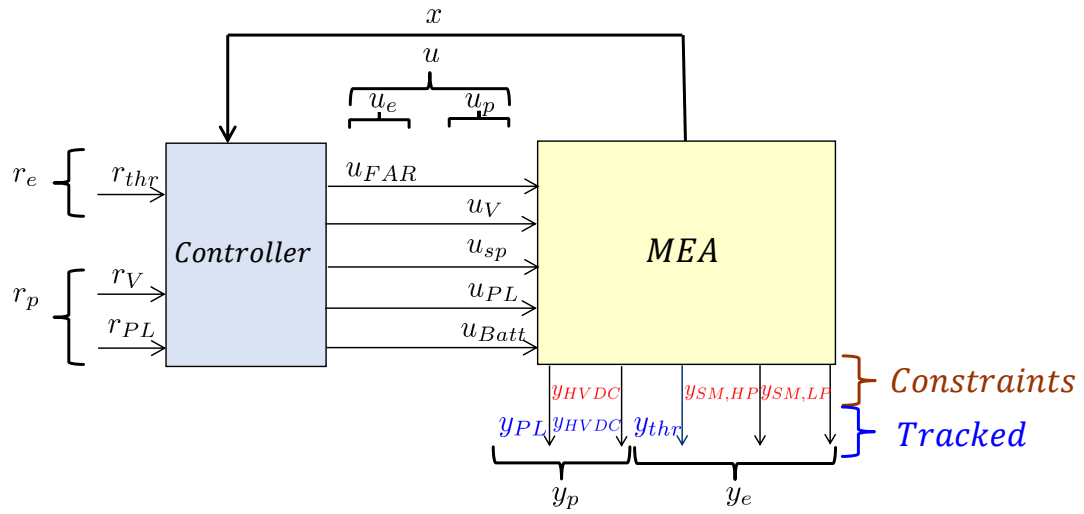 x
u
u_e u_p
r_e r_thr u_FAR
u_V
Controller u_sp MEA
r_p r_V u_PL
r_PL u_Batt
y_HVDC y_SM,HP y_SM,LP Constraints
y_PL y_HVDC y_thr Tracked
y_p y_e